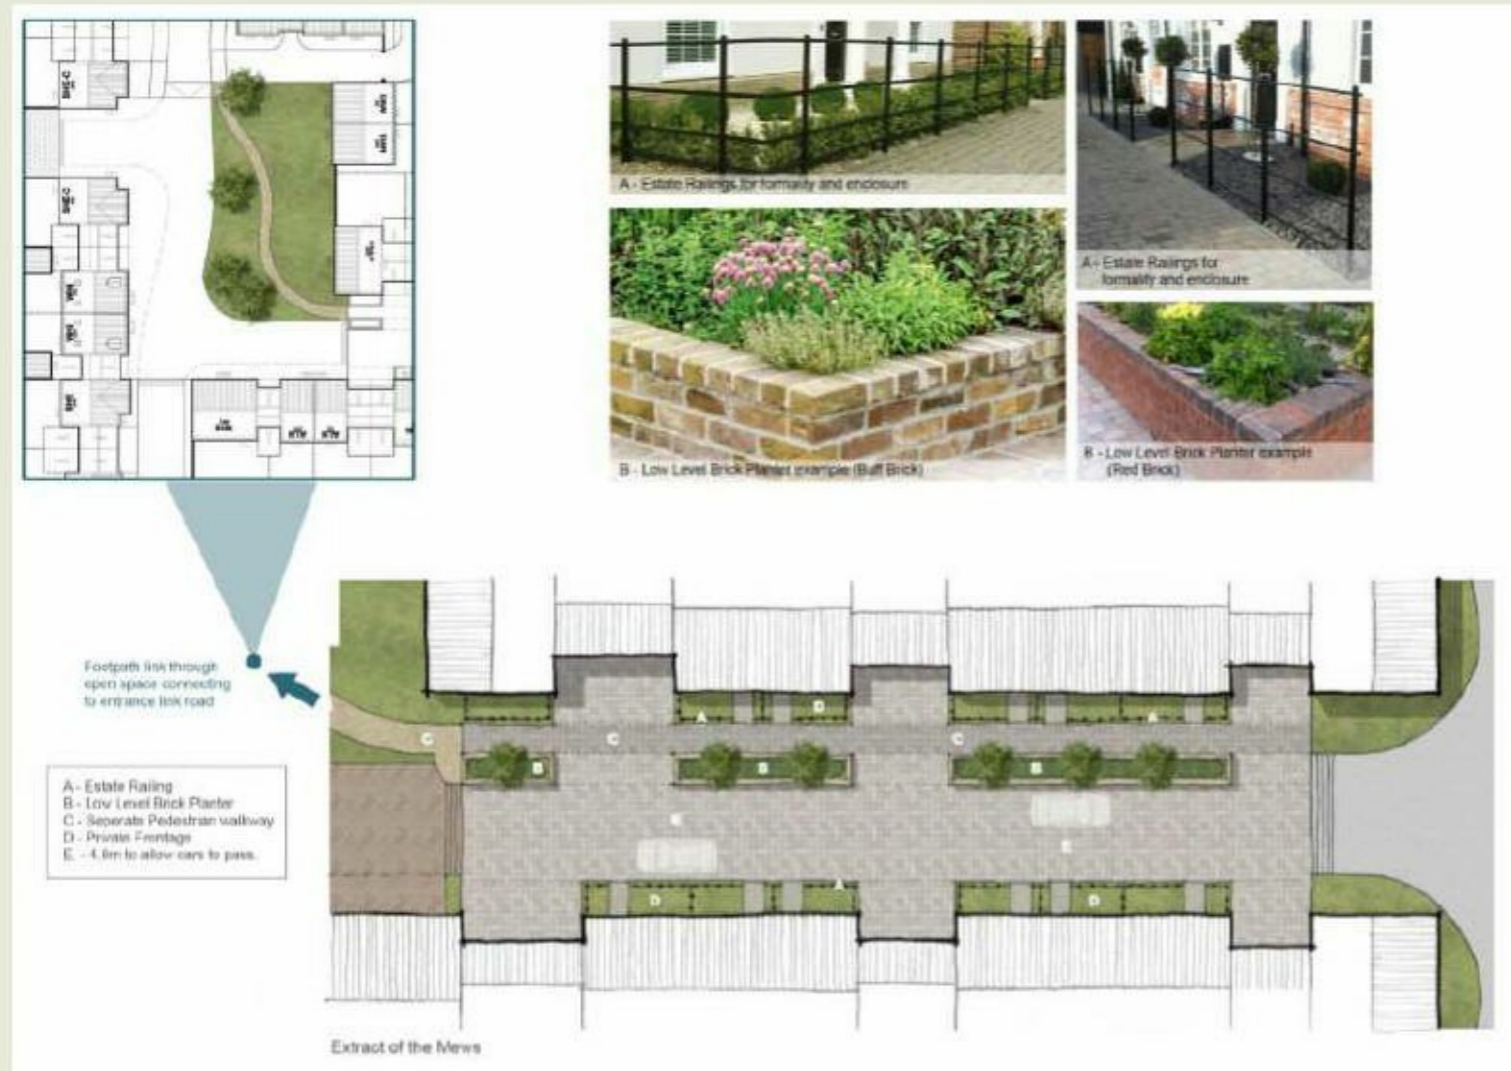 A - Estate Railings for formality and enclosure
A - Estate Railings for
formality and enclosure
B - Low Level Brick Planter example (Buff Brick)
B - Low Level Brick Planter example
(Red Brick)
Footpath link through
open space connecting
to entrance link road
A - Estate Railing
B - Low Level Brick Planter
C - Seperate Pedestrian walkway
D - Private Frontage
E - 4.8m to allow cars to pass.
A
D
A
C
C
C
B
B
B
E
E
A
D
D
Extract of the Mews